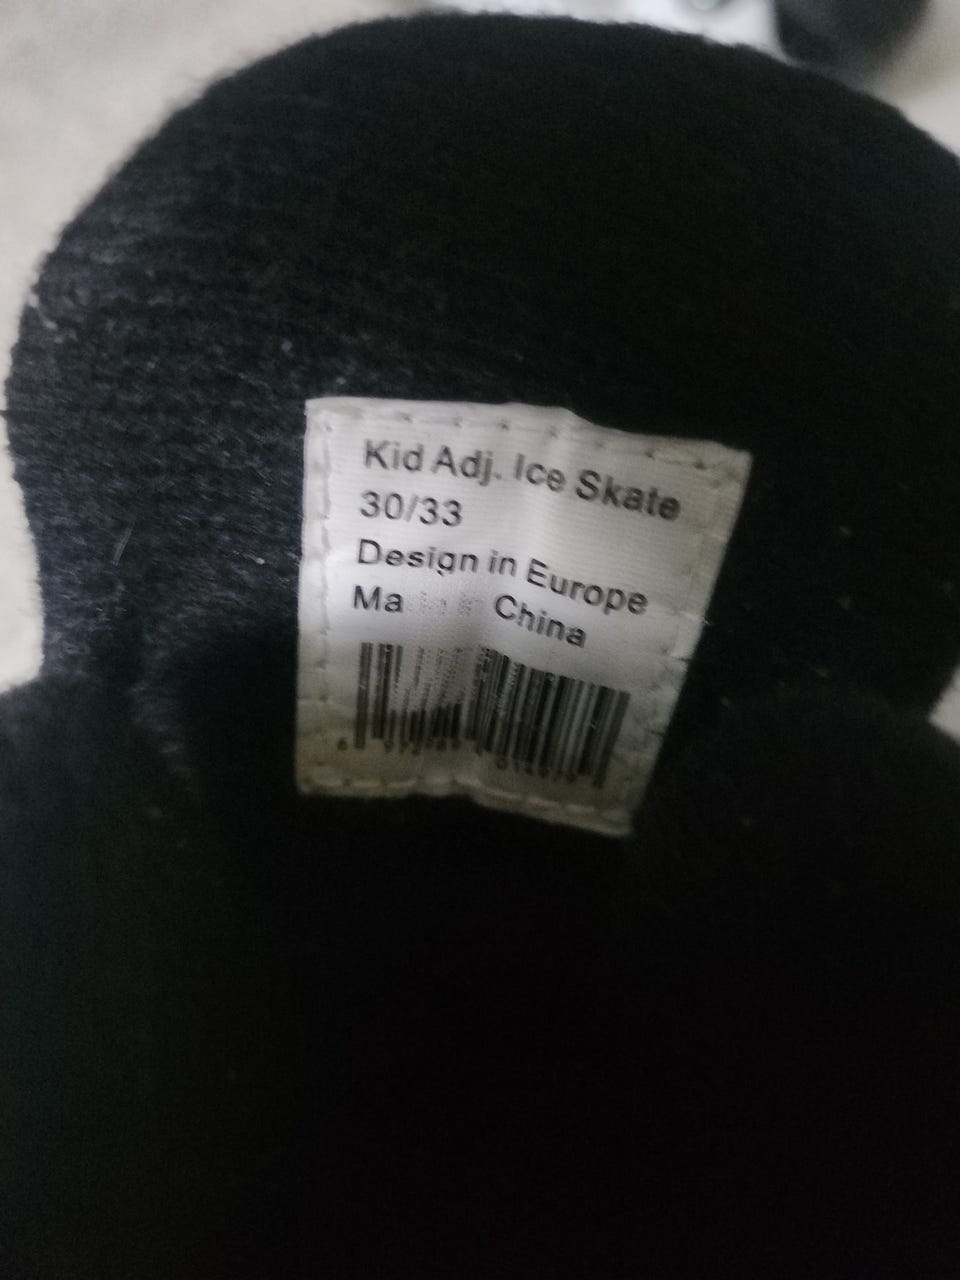 Kid Adj. Ice Skate
30/33
Design in Europe
China